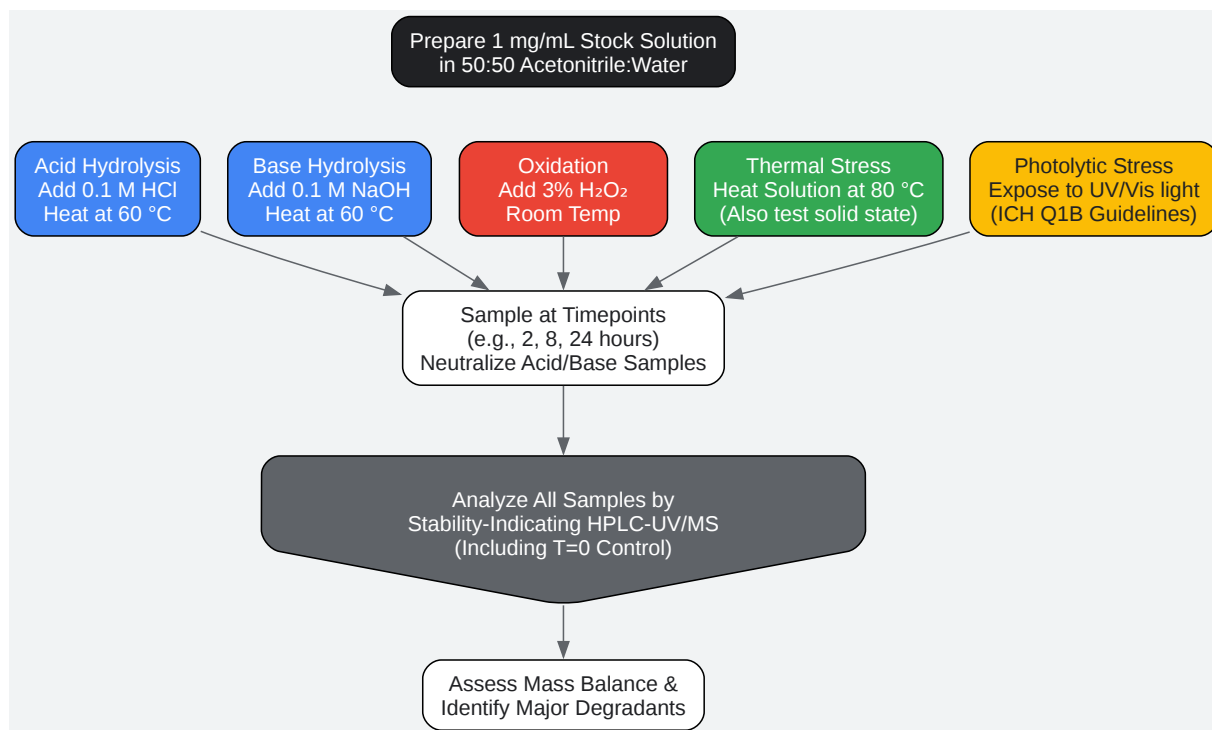 Prepare 1 mg/mL Stock Solution
in 50:50 Acetonitrile:Water
Acid Hydrolysis
Add 0.1 M HCl
Heat at 60 °C
Base Hydrolysis
Add 0.1 M NaOH
Heat at 60 °C
Oxidation
Add 3% H₂O₂
Room Temp
Thermal Stress
Heat Solution at 80 °C
(Also test solid state)
Photolytic Stress
Expose to UV/Vis light
(ICH Q1B Guidelines)
Sample at Timepoints
(e.g., 2, 8, 24 hours)
Neutralize Acid/Base Samples
Analyze All Samples by
Stability-Indicating HPLC-UV/MS
(Including T=0 Control)
Assess Mass Balance &
Identify Major Degradants